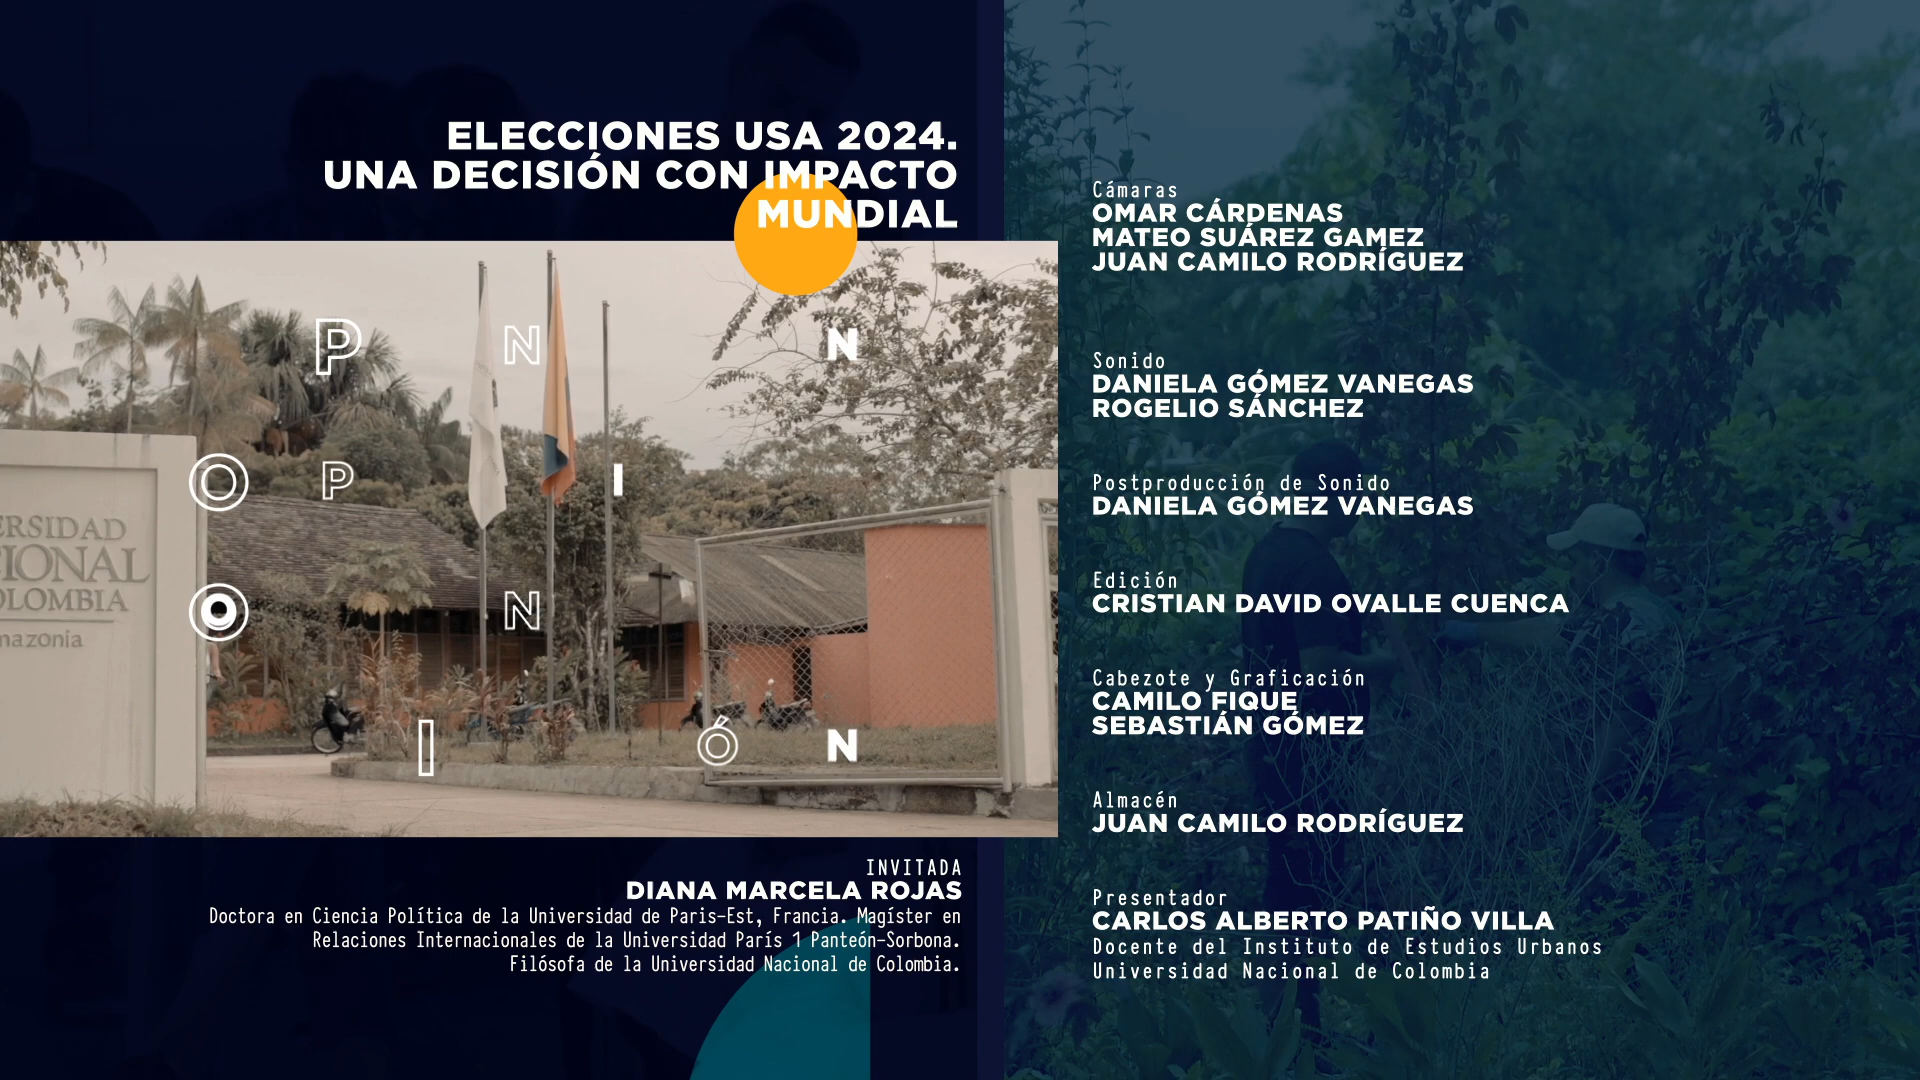 ELECCIONES USA 2024.
UNA DECISIÓN CON IMPACTO
MUNDIAL
P N N
O P I
O N
I Ó N
ERSIDAD
CIONAL
OLOMBIA
mazonia
INVITADA
DIANA MARCELA ROJAS
Doctora en Ciencia Política de la Universidad de Paris-Est, Francia. Magíster en
Relaciones Internacionales de la Universidad París 1 Panteón-Sorbona.
Filósofa de la Universidad Nacional de Colombia.
Cámaras
OMAR CÁRDENAS
MATEO SUÁREZ GAMEZ
JUAN CAMILO RODRÍGUEZ
Sonido
DANIELA GÓMEZ VANEGAS
ROGELIO SÁNCHEZ
Postproducción de Sonido
DANIELA GÓMEZ VANEGAS
Edición
CRISTIAN DAVID OVALLE CUENCA
Cabezote y Graficación
CAMILO FIQUE
SEBASTIÁN GÓMEZ
Almacén
JUAN CAMILO RODRÍGUEZ
Presentador
CARLOS ALBERTO PATIÑO VILLA
Docente del Instituto de Estudios Urbanos
Universidad Nacional de Colombia